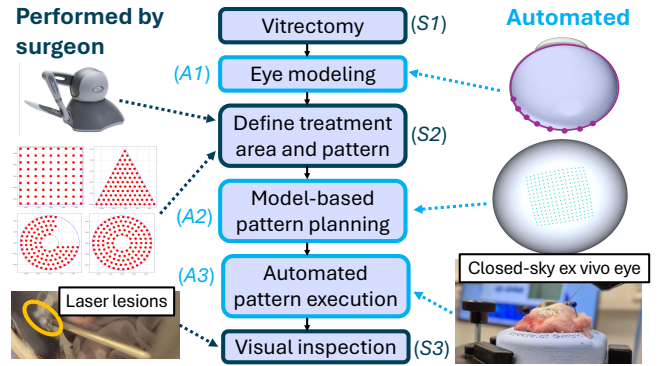 Performed by
surgeon
Vitrectomy
(S1)
Automated
(A1)
Eye modeling
Define treatment
area and pattern
(S2)
(A2)
Model-based
pattern planning
(A3)
Automated
pattern execution
Closed-sky ex vivo eye
Laser lesions
Visual inspection
(S3)